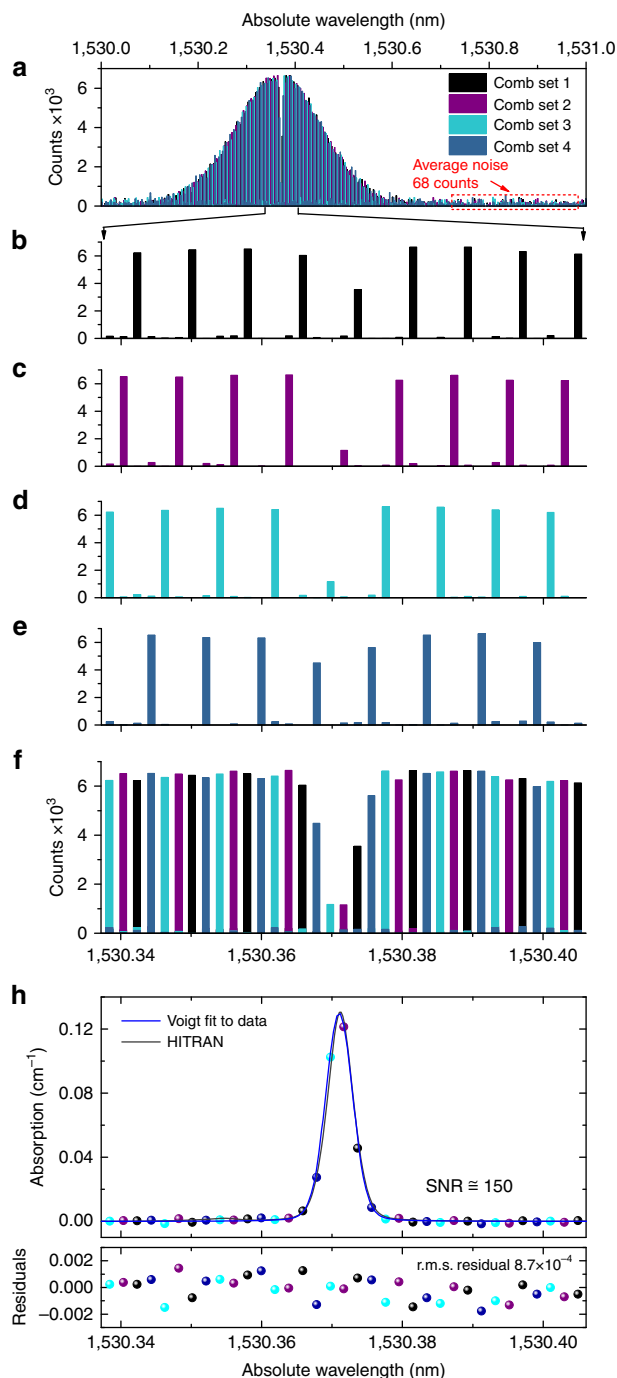 Absolute wavelength (nm)
1,530.0 1,530.2 1,530.4 1,530.6 1,530.8 1,531.0
a
Counts ×10³
6
4
2
0
Comb set 1
Comb set 2
Comb set 3
Comb set 4
Average noise
68 counts
b
6
4
2
0
c
6
4
2
0
d
6
4
2
0
e
6
4
2
0
f
Counts ×10³
6
4
2
0
1,530.34 1,530.36 1,530.38 1,530.40
h
Absorption (cm⁻¹)
0.12
0.08
0.04
0.00
Voigt fit to data
HITRAN
SNR ≅ 150
Residuals
0.002
0.000
−0.002
r.m.s. residual 8.7×10⁻⁴
1,530.34 1,530.36 1,530.38 1,530.40
Absolute wavelength (nm)